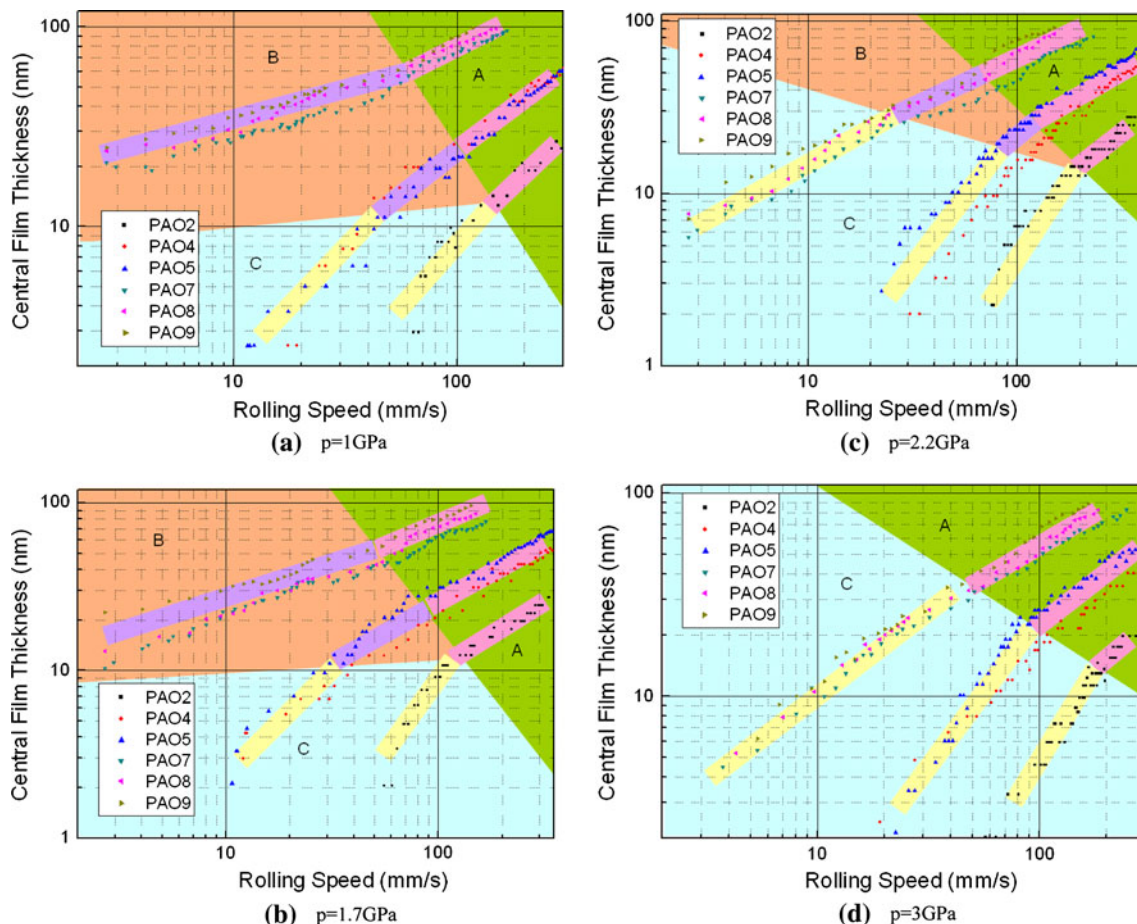 100
10
Central Film Thickness (nm)
B
A
C
PAO2
PAO4
PAO5
PAO7
PAO8
PAO9
10
100
Rolling Speed (mm/s)
(a) p=1GPa
100
10
1
Central Film Thickness (nm)
PAO2
PAO4
PAO5
PAO7
PAO8
PAO9
B
A
C
10
100
Rolling Speed (mm/s)
(c) p=2.2GPa
100
10
1
Central Film Thickness (nm)
B
A
C
PAO2
PAO4
PAO5
PAO7
PAO8
PAO9
10
100
Rolling Speed (mm/s)
(b) p=1.7GPa
100
10
Central Film Thickness (nm)
PAO2
PAO4
PAO5
PAO7
PAO8
PAO9
A
C
10
100
Rolling Speed (mm/s)
(d) p=3GPa